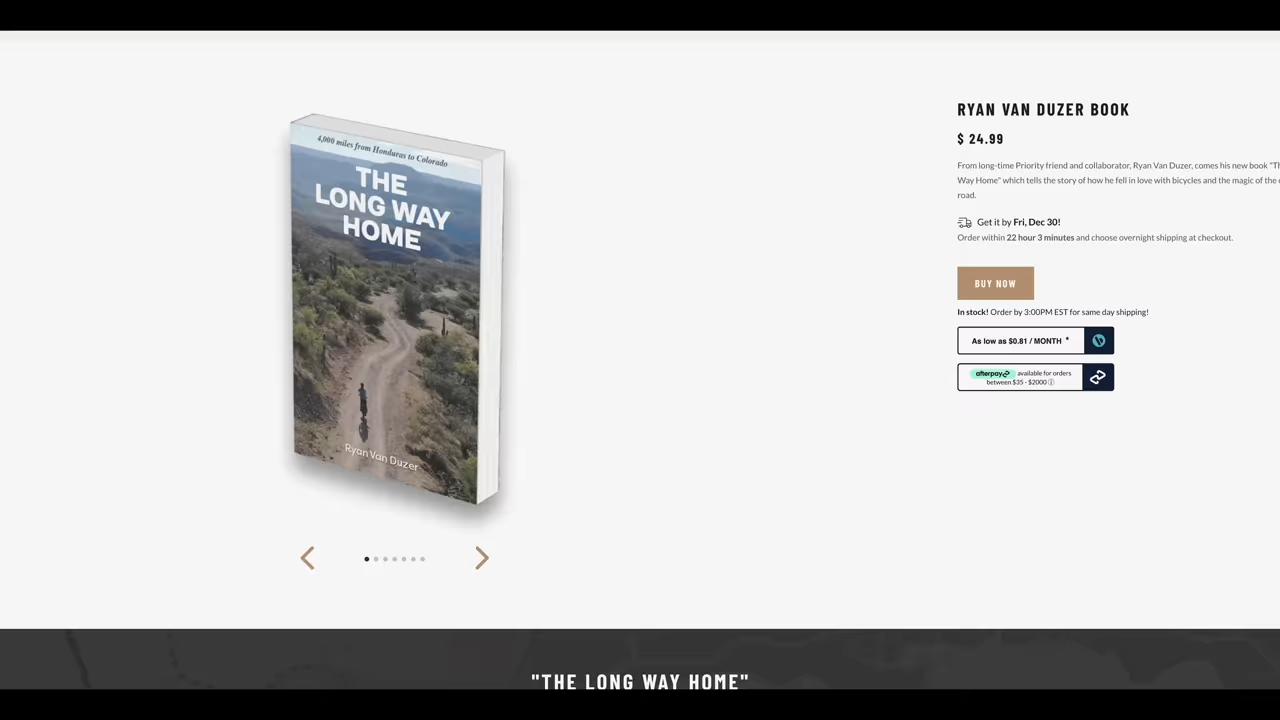 4,000 miles from Honduras to Colorado
THE
LONG WAY
HOME
Ryan Van Duzer
RYAN VAN DUZER BOOK
$ 24.99
From long-time Priority friend and collaborator, Ryan Van Duzer, comes his new book
Way Home" which tells the story of how he fell in love with bicycles and the magic of the
road.
Get it by Fri, Dec 30!
Order within 22 hour 3 minutes and choose overnight shipping at checkout.
BUY NOW
In stock! Order by 3:00PM EST for same day shipping!
As low as $0.81 / MONTH *
afterpay available for orders
between $35 - $2000
"THE LONG WAY HOME"